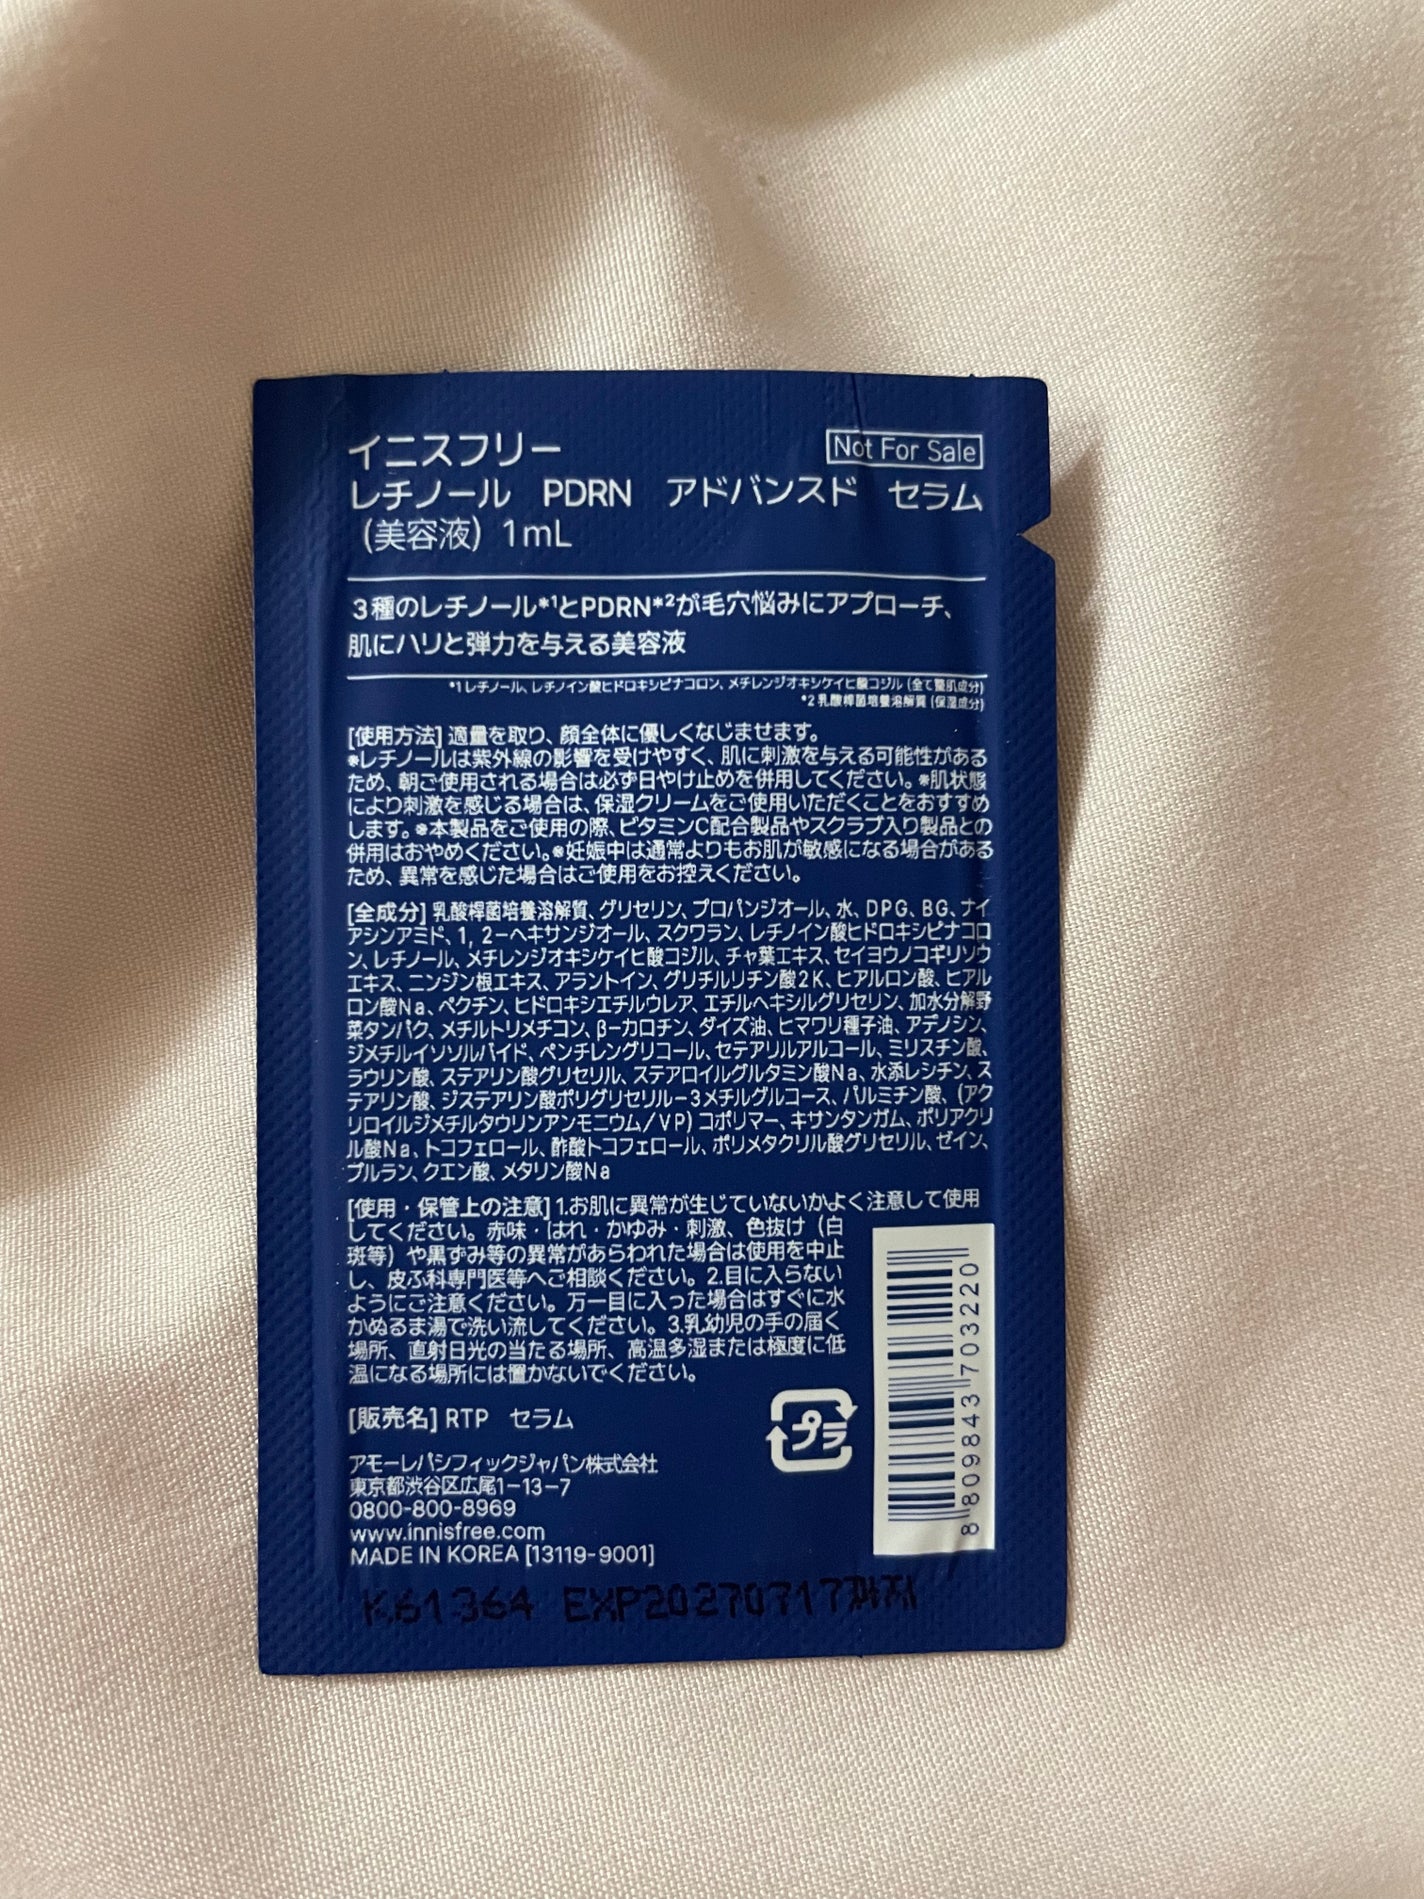 イニスフリー
Not For Sale
レチノール PDRN アドバンスド セラム
(美容液) 1mL
3種のレチノール*1とPDRN*2が毛穴悩みにアプローチ、
肌にハリと弾力を与える美容液
*1レチノール、レチノイン酸ヒドロキシピナコロン、メチレンジオキシケイヒ酸コジル (全て整肌成分)
*2 乳酸桿菌培養溶解質 (保湿成分)
[使用方法] 適量を取り、顔全体に優しくなじませます。
※レチノールは紫外線の影響を受けやすく、肌に刺激を与える可能性がある
ため、朝ご使用される場合は必ず日やけ止めを併用してください。※肌状態
により刺激を感じる場合は、保湿クリームをご使用いただくことをおすすめ
します。※本製品をご使用の際、ビタミンC配合製品やスクラブ入り製品との
併用はおやめください。※妊娠中は通常よりもお肌が敏感になる場合がある
ため、異常を感じた場合はご使用をお控えください。
[全成分] 乳酸桿菌培養溶解質、グリセリン、プロパンジオール、水、DPG、BG、ナイ
アシンアミド、1, 2-ヘキサンジオール、スクワラン、レチノイン酸ヒドロキシピナコロ
ン、レチノール、メチレンジオキシケイヒ酸コジル、チャ葉エキス、セイヨウノコギリソウ
エキス、ニンジン根エキス、アラントイン、グリチルリチン酸2K、ヒアルロン酸、ヒアル
ロン酸Na、ペクチン、ヒドロキシエチルウレア、エチルヘキシルグリセリン、加水分解野
菜タンパク、メチルトリメチコン、β-カロチン、ダイズ油、ヒマワリ種子油、アデノシン、
ジメチルイソソルバイド、ペンチレングリコール、セテアリルアルコール、ミリスチン酸、
ラウリン酸、ステアリン酸グリセリル、ステアロイルグルタミン酸Na、水添レシチン、ス
テアリン酸、ジステアリン酸ポリグリセリル-3メチルグルコース、パルミチン酸、(アク
リロイルジメチルタウリンアンモニウム/VP) コポリマー、キサンタンガム、ポリアクリ
ル酸Na、トコフェロール、酢酸トコフェロール、ポリメタクリル酸グリセリル、ゼイン、
プルラン、クエン酸、メタリン酸Na
[使用・保管上の注意] 1.お肌に異常が生じていないかよく注意して使用
してください。赤味・はれ・かゆみ・刺激、色抜け (白
斑等) や黒ずみ等の異常があらわれた場合は使用を中止
し、皮ふ科専門医等へご相談ください。2.目に入らない
ようにご注意ください。万一目に入った場合はすぐに水
かぬるま湯で洗い流してください。3.乳幼児の手の届く
場所、直射日光の当たる場所、高温多湿または極度に低
温になる場所には置かないでください。
[販売名] RTP セラム
プラ
8 809843 703220
アモーレパシフィックジャパン株式会社
東京都渋谷区広尾1-13-7
0800-800-8969
www.innisfree.com
MADE IN KOREA [13119-9001]
K61364 EXP20270717까지